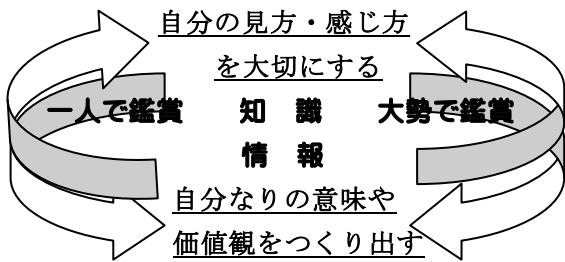 自分の見方・感じ方
を大切にする
一人で鑑賞　知　識　大勢で鑑賞
情　報
自分なりの意味や
価値観をつくり出す